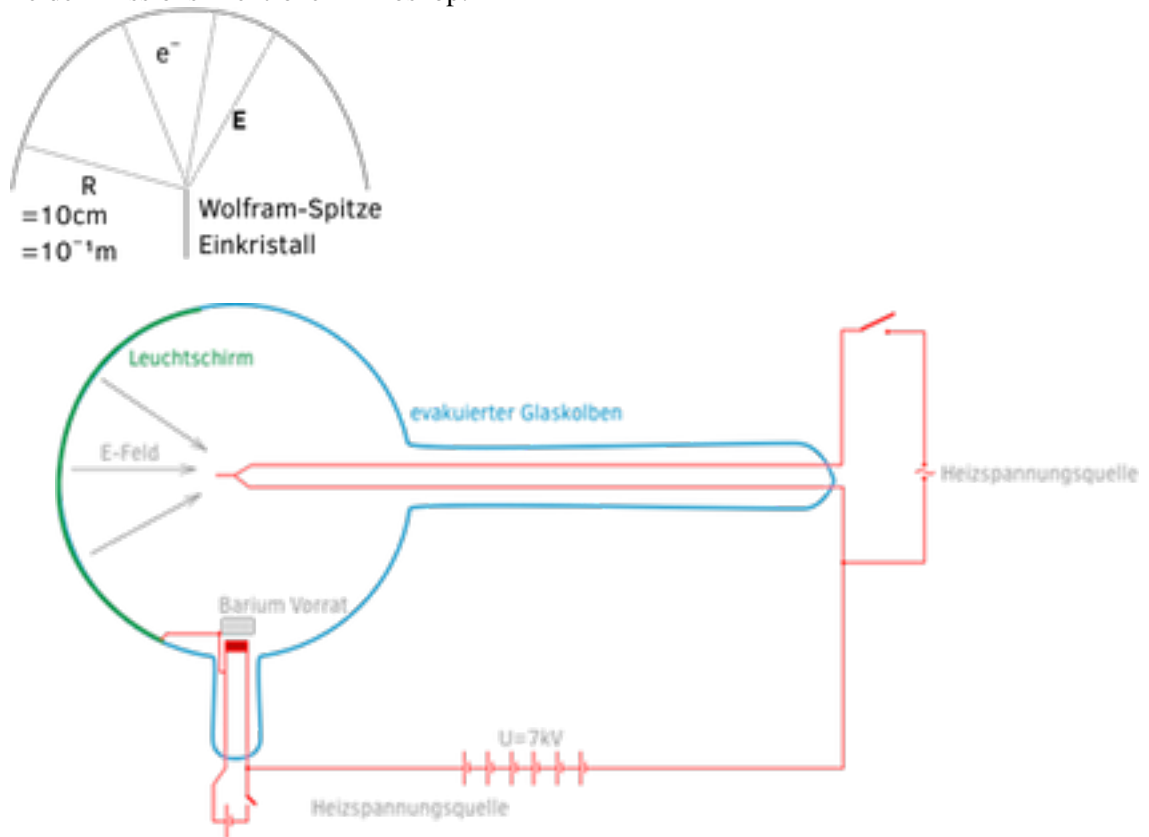 e⁻
E
R
=10cm
=10⁻¹m
Wolfram-Spitze
Einkristall
Leuchtschirm
evakuierter Glaskolben
E-Feld
Heizspannungsquelle
Barium Vorrat
U=7kV
Heizspannungsquelle